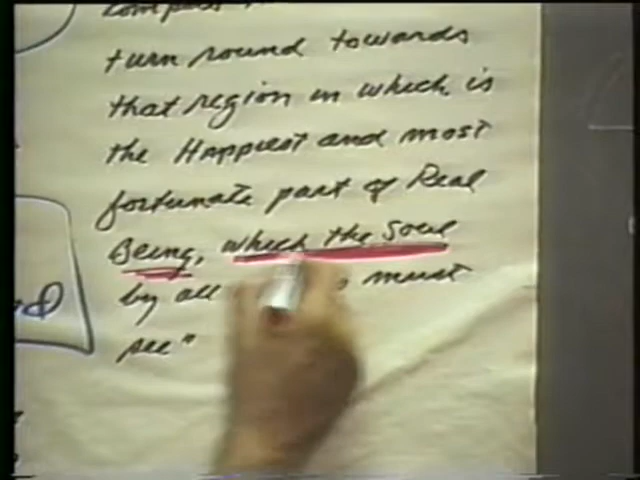 turn round towards
that region in which is
the Happiest and most
fortunate part of Real
Being, which the Soul
by all must
see"